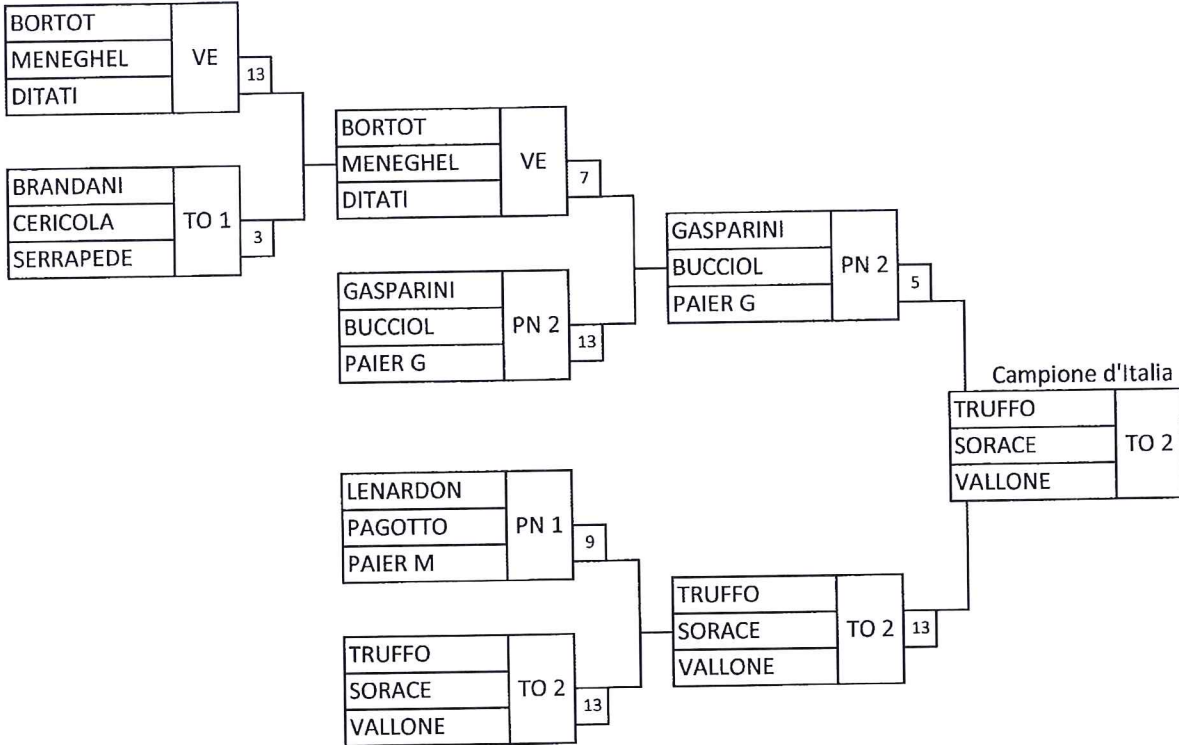 BORTOT
MENEGHEL
DITATI
VE
13
BRANDANI
CERICOLA
SERRAPEDE
TO 1
3
BORTOT
MENEGHEL
DITATI
VE
7
GASPARINI
BUCCIOL
PAIER G
PN 2
13
GASPARINI
BUCCIOL
PAIER G
PN 2
5
LENARDON
PAGOTTO
PAIER M
PN 1
9
TRUFFO
SORACE
VALLONE
TO 2
13
TRUFFO
SORACE
VALLONE
TO 2
13
Campione d'Italia
TRUFFO
SORACE
VALLONE
TO 2